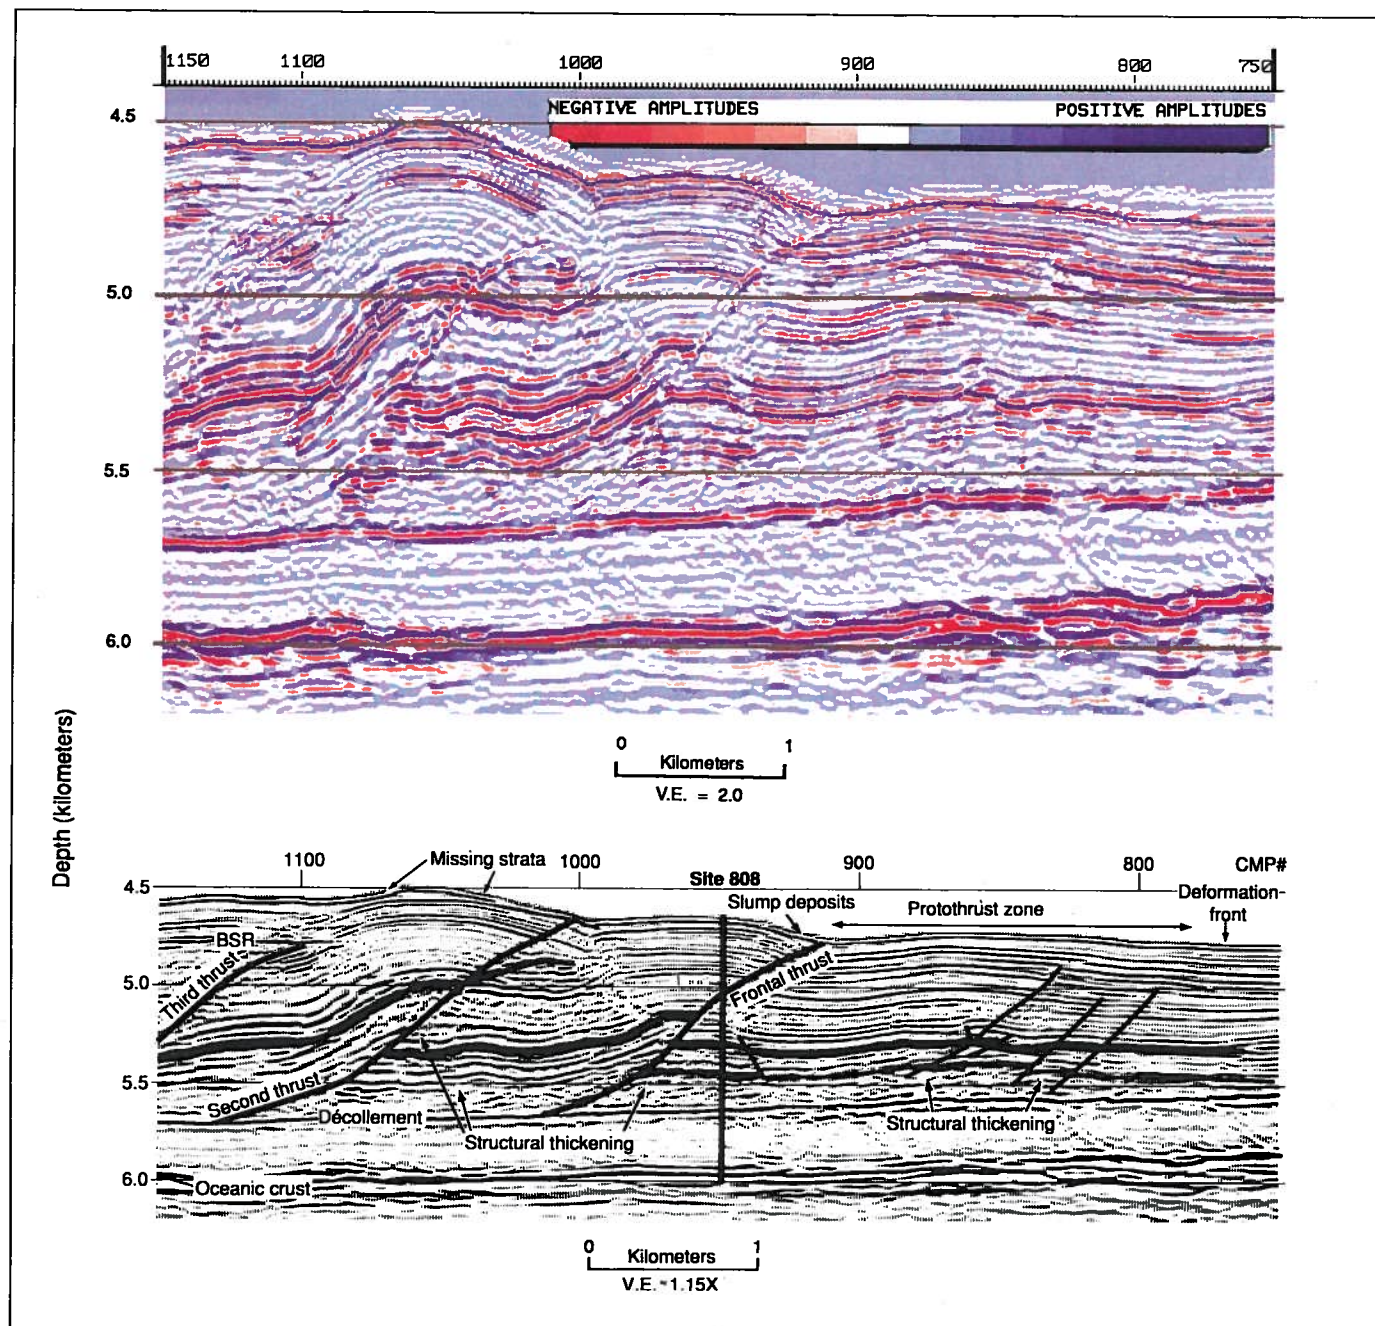 1150 1100 1000 900 800 750
NEGATIVE AMPLITUDES POSITIVE AMPLITUDES
4.5
5.0
5.5
6.0
0 1
Kilometers
V.E. = 2.0
Depth (kilometers)
1100 Missing strata 1000 900 800 CMP#
Site 808
4.5
Slump deposits
Protothrust zone
Deformation-
front
BSR
Third thrust
5.0
Frontal thrust
5.5
Second thrust
Décollement
Structural thickening
Structural thickening
6.0
Oceanic crust
0 1
Kilometers
V.E. 1.15X